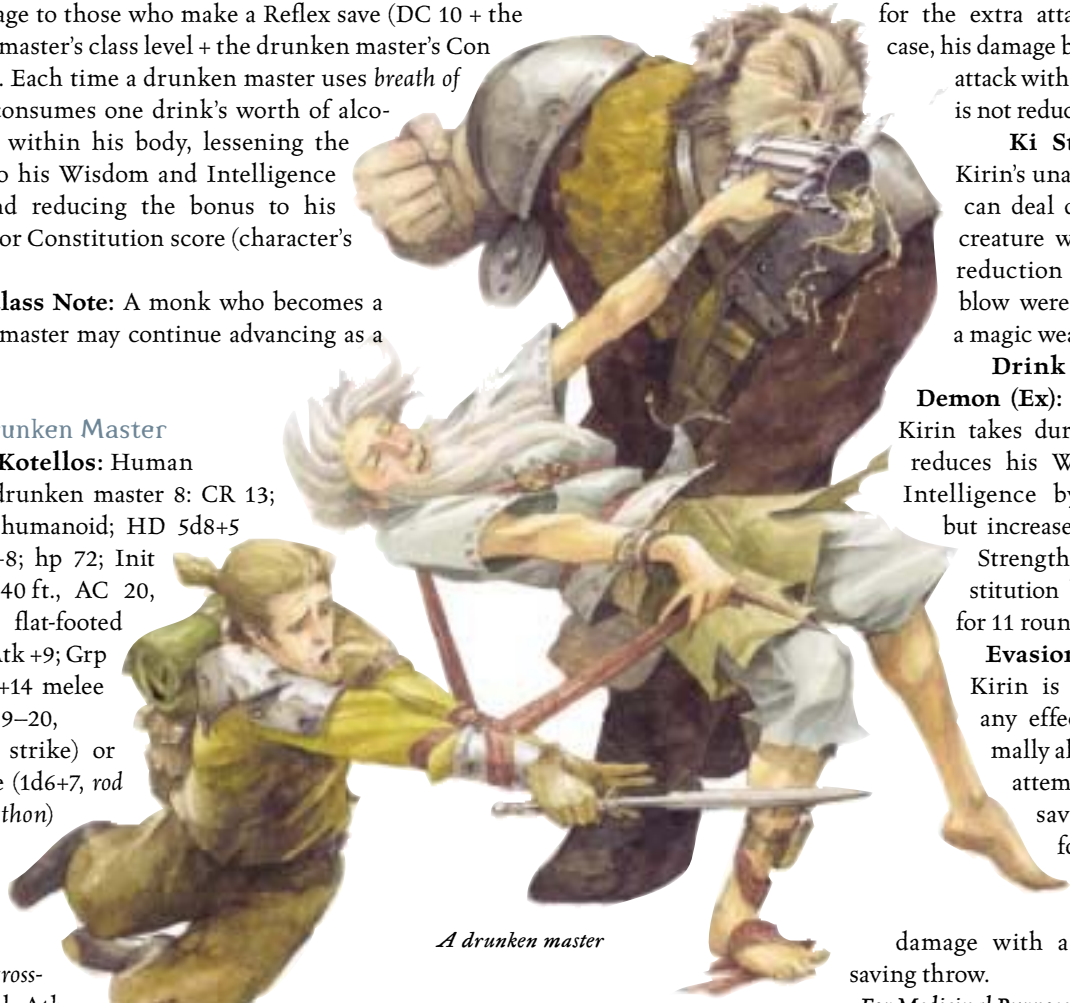 age to those who make a Reflex save (DC 10 + the
master's class level + the drunken master's Con
. Each time a drunken master uses breath of
consumes one drink's worth of alco-
within his body, lessening the
o his Wisdom and Intelligence
nd reducing the bonus to his
or Constitution score (character's
lass Note: A monk who becomes a
master may continue advancing as a
unken Master
Kotellos: Human
drunken master 8: CR 13;
humanoid; HD 5d8+5
-8; hp 72; Init
40 ft., AC 20,
flat-footed
Atk +9; Grp
+14 melee
9–20,
strike) or
e (1d6+7, rod
thon)
ross-
A drunken master
for the extra atta
case, his damage b
attack with
is not reduc
Ki St
Kirin's una
can deal d
creature w
reduction
blow were
a magic wea
Drink
Demon (Ex):
Kirin takes dur
reduces his W
Intelligence by
but increase
Strength
stitution
for 11 roun
Evasion
Kirin is
any effe
mally al
attem
sav
fo
damage with a
saving throw.
For Medicinal Purpos